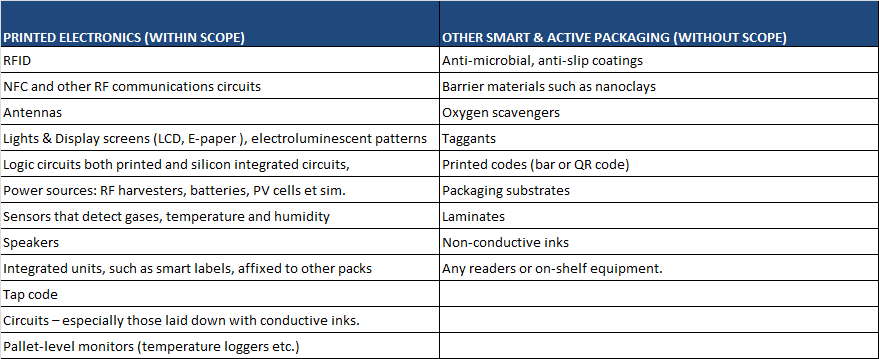 PRINTED ELECTRONICS (WITHIN SCOPE) OTHER SMART & ACTIVE PACKAGING (WITHOUT SCOPE)
RFID Anti-microbial, anti-slip coatings
NFC and other RF communications circuits Barrier materials such as nanoclays
Antennas Oxygen scavengers
Lights & Display screens (LCD, E-paper ), electroluminescent patterns Taggants
Logic circuits both printed and silicon integrated circuits, Printed codes (bar or QR code)
Power sources: RF harvesters, batteries, PV cells et sim. Packaging substrates
Sensors that detect gases, temperature and humidity Laminates
Speakers Non-conductive inks
Integrated units, such as smart labels, affixed to other packs Any readers or on-shelf equipment.
Tap code
Circuits – especially those laid down with conductive inks.
Pallet-level monitors (temperature loggers etc.)